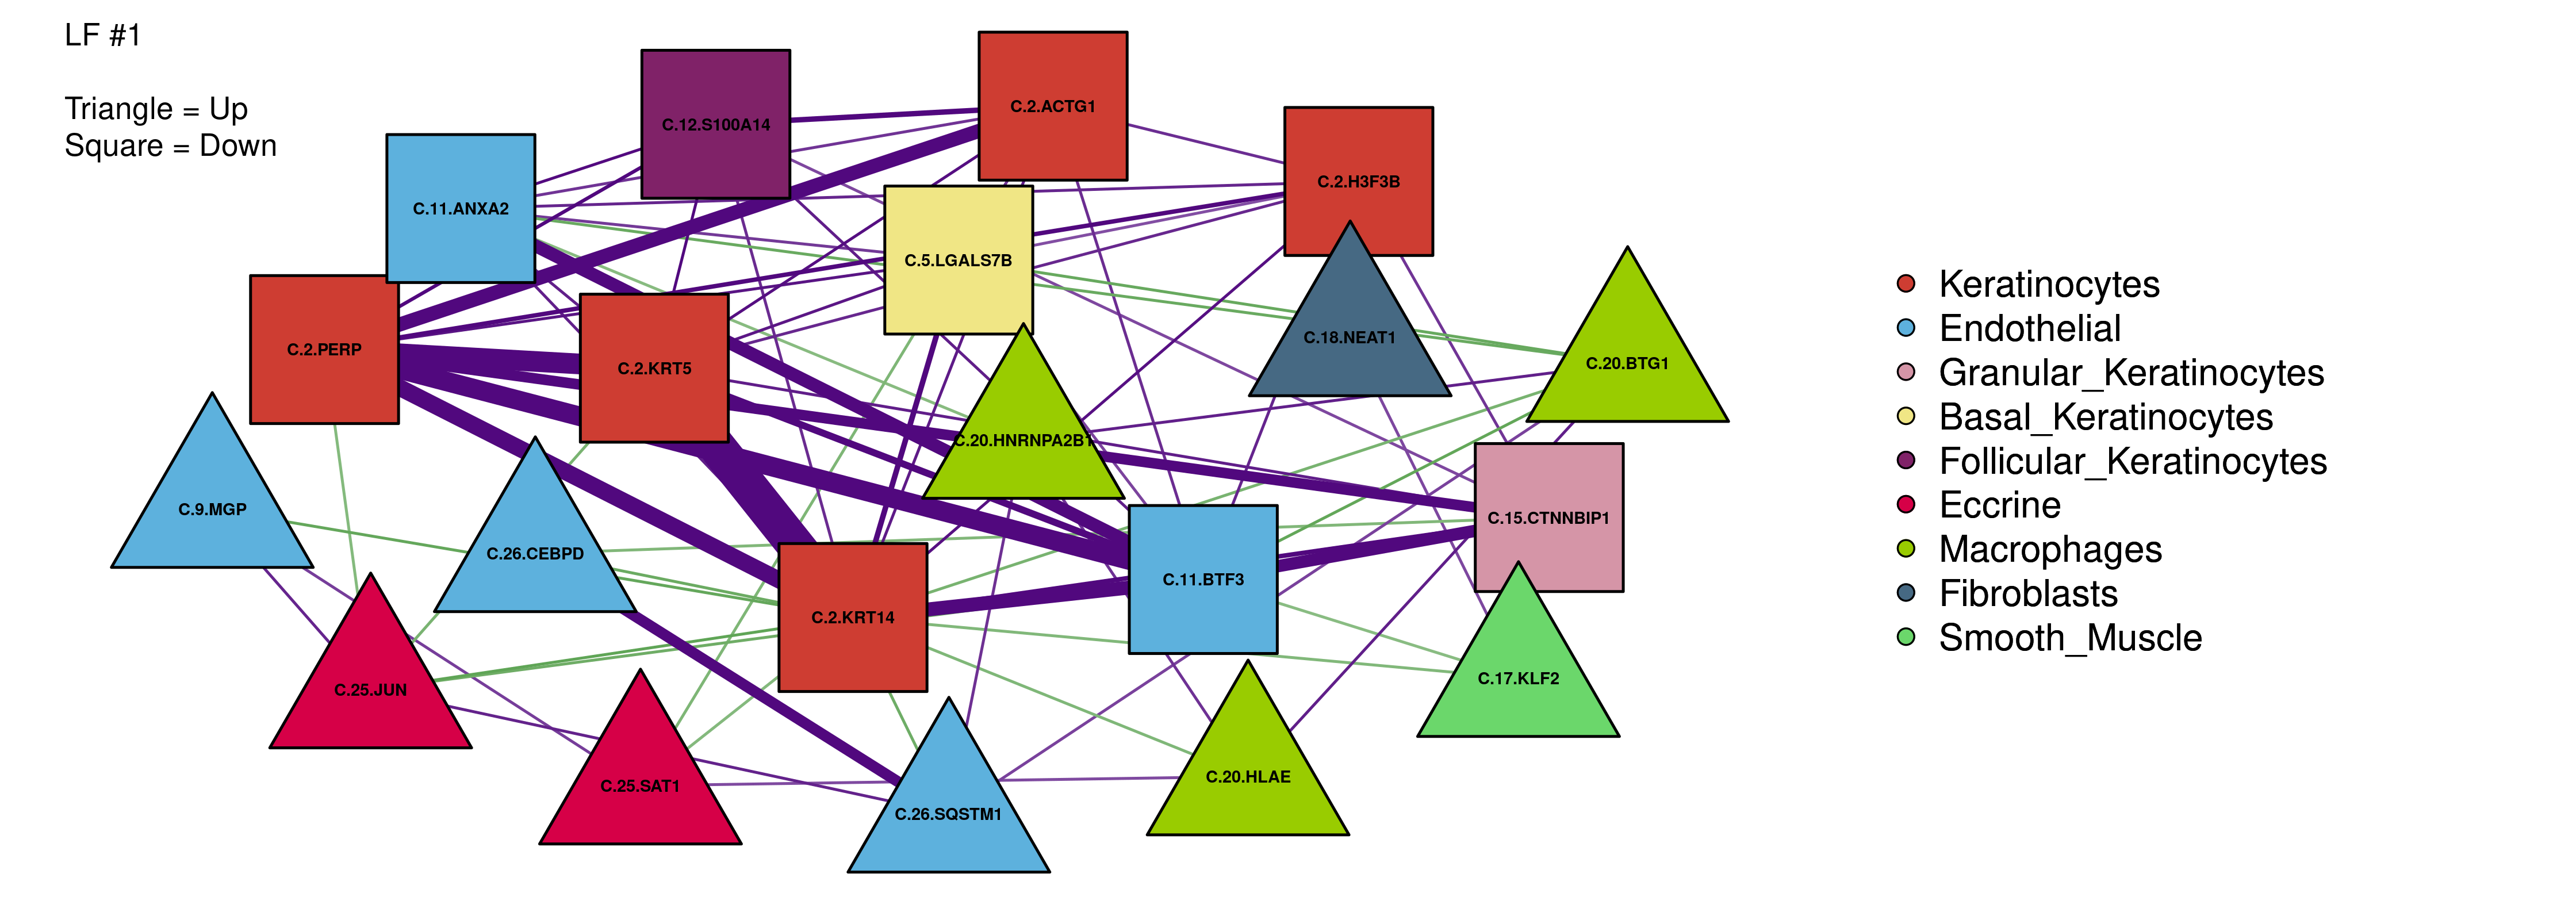 LF #1
Triangle = Up
Square = Down
C.2.ACTG1
C.12.S100A14
C.2.H3F3B
C.11.ANXA2
C.5.LGALS7B
C.18.NEAT1
C.2.PERP
C.20.BTG1
C.2.KRT5
C.20.HNRNPA2B1
C.9.MGP
C.15.CTNNBIP1
C.26.CEBPD
C.11.BTF3
C.2.KRT14
C.17.KLF2
C.25.JUN
C.20.HLAE
C.25.SAT1
C.26.SQSTM1
Keratinocytes
Endothelial
Granular_Keratinocytes
Basal_Keratinocytes
Follicular_Keratinocytes
Eccrine
Macrophages
Fibroblasts
Smooth_Muscle